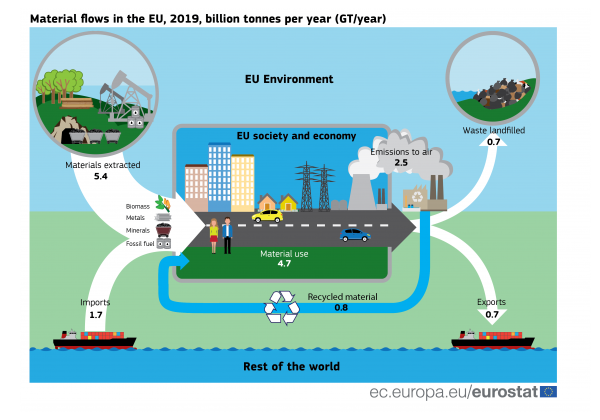 Material flows in the EU, 2019, billion tonnes per year (GT/year)
EU Environment
EU society and economy
Waste landfilled
0.7
Emissions to air
2.5
Materials extracted
5.4
Biomass
Metals
Minerals
Fossil fuel
Material use
4.7
Imports
1.7
Recycled material
0.8
Exports
0.7
Rest of the world
ec.europa.eu/eurostat